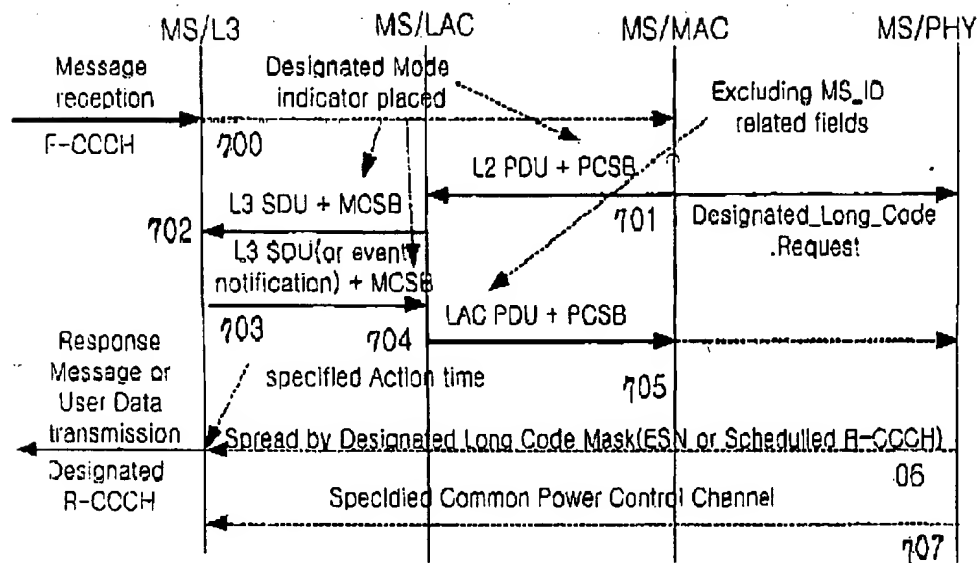 MS/L3
MS/LAC
MS/MAC
MS/PHY
Message
reception
F-CCCH
700
Designated Mode
indicator placed
Excluding MS_ID
related fields
L2 PDU + PCSB
701
Designated_Long_Code
.Request
L3 SDU + MCSB
702
L3 SDU(or event
notification) + MCSB
703
704
LAC PDU + PCSB
705
Response
Message or
User Data
transmission
specified Action time
Spread by Designated Long Code Mask(ESN or Schedulled R-CCCH)
06
Designated
R-CCCH
Specidied Common Power Control Channel
707